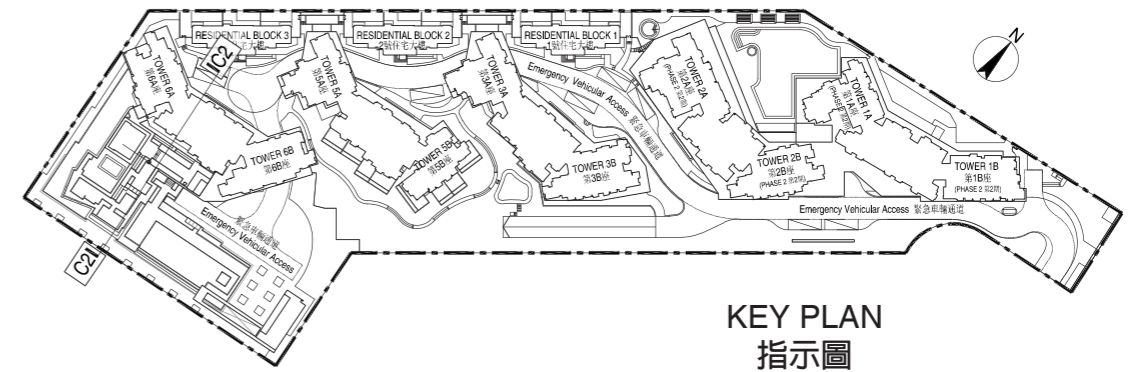 RESIDENTIAL BLOCK 3
宅大樓
RESIDENTIAL BLOCK 2
2號住宅大樓
RESIDENTIAL BLOCK 1
1號住宅大樓
N
1C2
TOWER 6A
第6A座
TOWER 5A
第5A座
TOWER 3A
第3A座
Emergency Vehicular Access
緊急車輛通道
TOWER 2A
第2A座
(PHASE 2 第2期)
TOWER 1A
第1A座
(PHASE 2 第2期)
TOWER 6B
第6B座
TOWER 5B
第5B座
TOWER 3B
第3B座
TOWER 2B
第2B座
(PHASE 2 第2期)
TOWER 1B
第1B座
(PHASE 2 第2期)
Emergency Vehicular Access 緊急車輛通道
緊急車輛通道
Emergency Vehicular Access
C21
KEY PLAN
指示圖